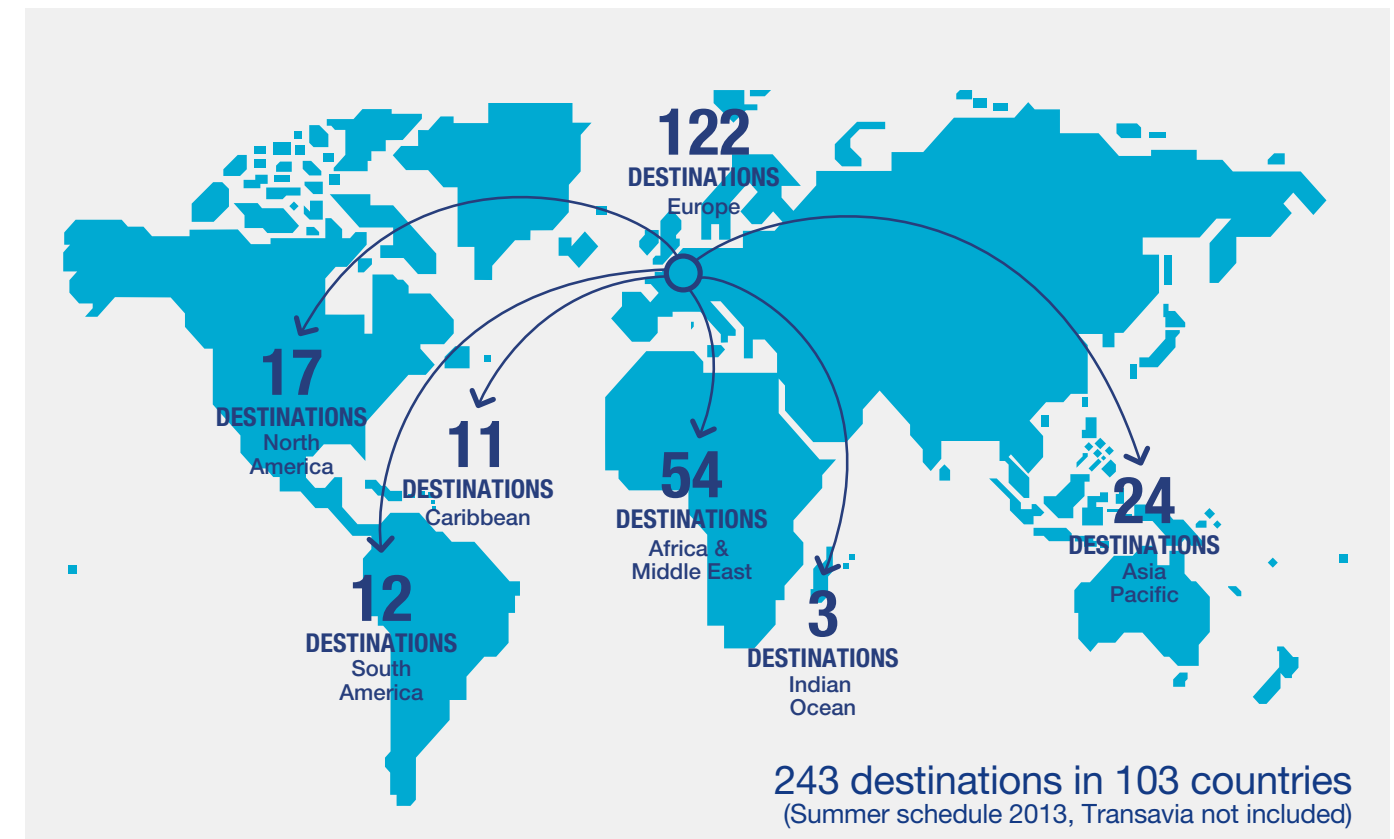 122
DESTINATIONS
Europe
17
DESTINATIONS
North
America
11
DESTINATIONS
Caribbean
54
DESTINATIONS
Africa &
Middle East
24
DESTINATIONS
Asia
Pacific
12
DESTINATIONS
South
America
3
DESTINATIONS
Indian
Ocean
243 destinations in 103 countries
(Summer schedule 2013, Transavia not included)